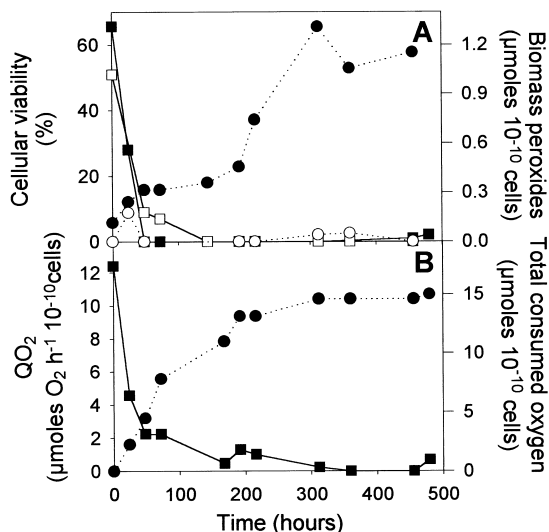 A
Cellular viability
(%)
60
40
20
0
1.2
0.9
0.6
0.3
0.0
Biomass peroxides
(µmoles 10⁻¹⁰ cells)
B
QO₂
(µmoles O₂ h⁻¹ 10⁻¹⁰cells)
12
10
8
6
4
2
0
15
10
5
0
Total consumed oxygen
(µmoles 10⁻¹⁰ cells)
0 100 200 300 400 500
Time (hours)